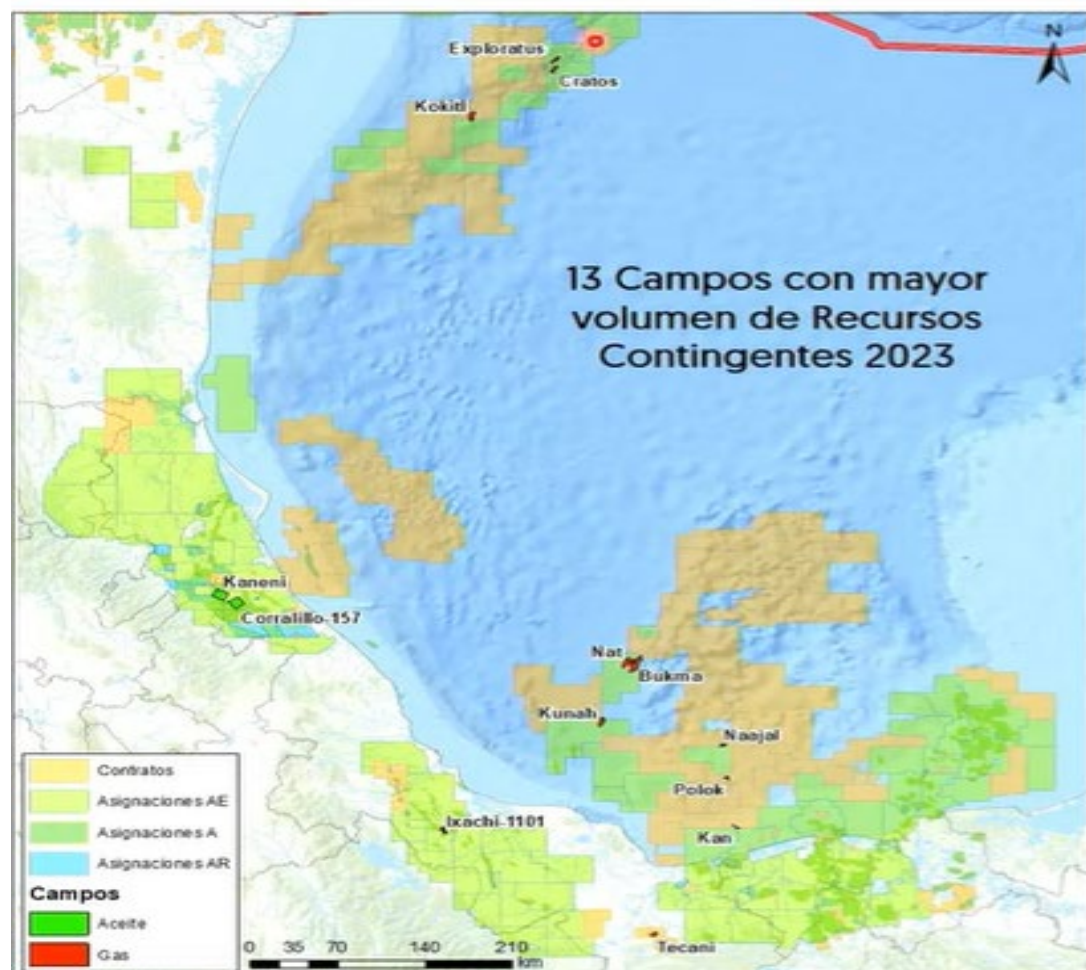 N
Exploratus
Cratos
Kokitl
13 Campos con mayor
volumen de Recursos
Contingentes 2023
Kaneni
Corralillo-157
Nat
Bukma
Kunah
Naajal
Polok
Kan
Ixachi-1101
Tecani
Contratos
Asignaciones AE
Asignaciones A
Asignaciones AR
Campos
Aceite
Gas
0 35 70 140 210
km